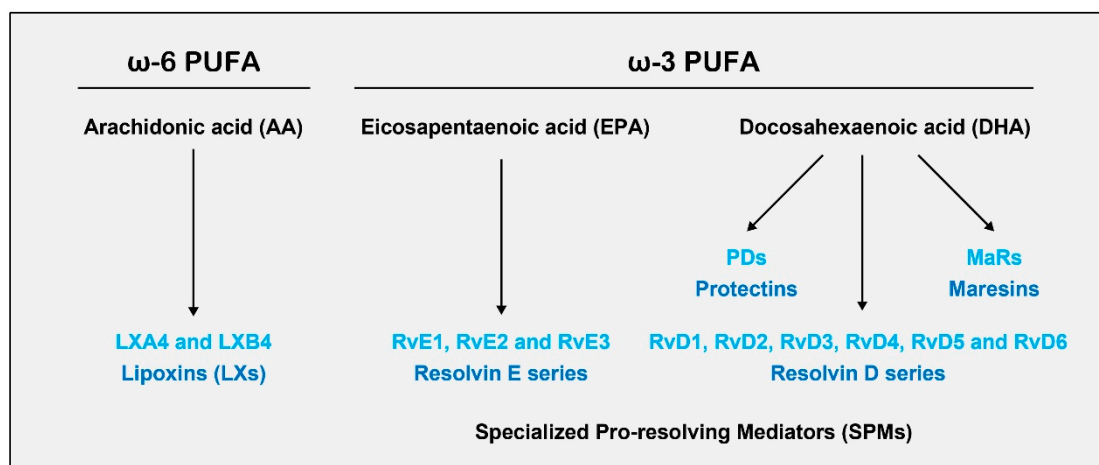 ω-6 PUFA
ω-3 PUFA
Arachidonic acid (AA)
Eicosapentaenoic acid (EPA)
Docosahexaenoic acid (DHA)
PDs
Protectins
MaRs
Maresins
LXA4 and LXB4
Lipoxins (LXs)
RvE1, RvE2 and RvE3
Resolvin E series
RvD1, RvD2, RvD3, RvD4, RvD5 and RvD6
Resolvin D series
Specialized Pro-resolving Mediators (SPMs)